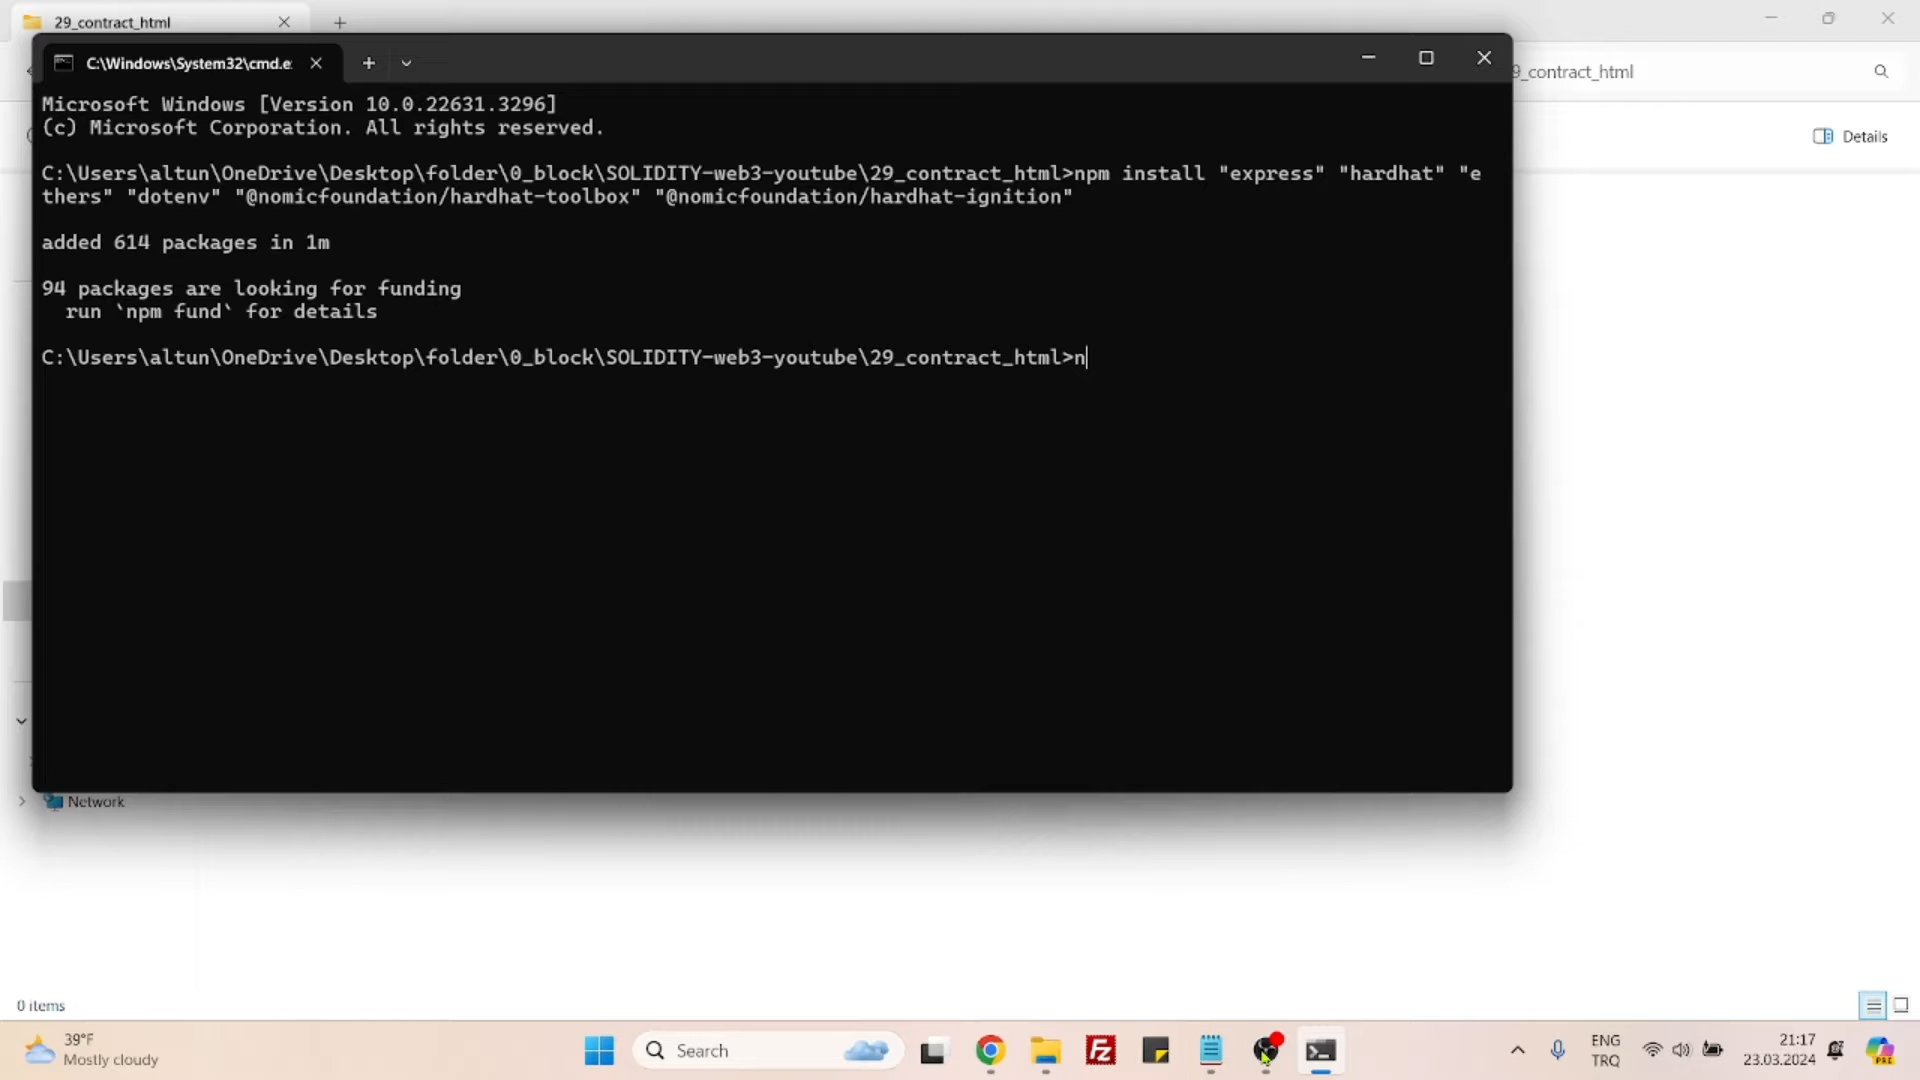 29_contract_html
C:\Windows\System32\cmd.e
9_contract_html
Details
Microsoft Windows [Version 10.0.22631.3296]
(c) Microsoft Corporation. All rights reserved.
C:\Users\altun\OneDrive\Desktop\folder\0_block\SOLIDITY-web3-youtube\29_contract_html>npm install "express" "hardhat" "e
thers" "dotenv" "@nomicfoundation/hardhat-toolbox" "@nomicfoundation/hardhat-ignition"
added 614 packages in 1m
94 packages are looking for funding
run `npm fund` for details
C:\Users\altun\OneDrive\Desktop\folder\0_block\SOLIDITY-web3-youtube\29_contract_html>n
Network
0 items
39°F
Mostly cloudy
Search
FZ
ENG
TRQ
21:17
23.03.2024
PRE